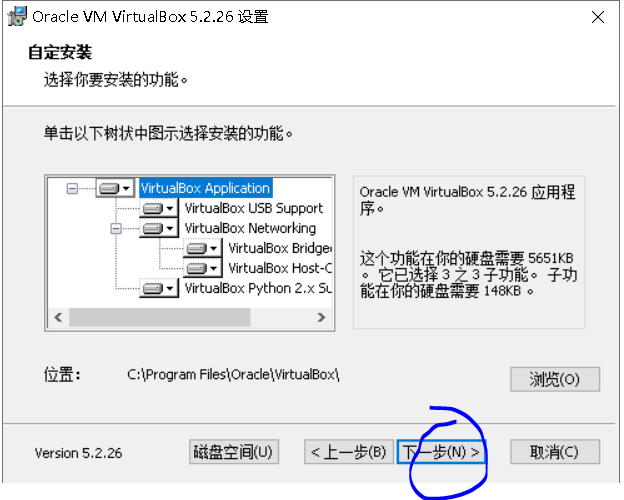 Oracle VM VirtualBox 5.2.26 设置
自定安装
选择你要安装的功能。
单击以下树状中图示选择安装的功能。
VirtualBox Application
VirtualBox USB Support
VirtualBox Networking
VirtualBox Bridge
VirtualBox Host-C
VirtualBox Python 2.x Su
Oracle VM VirtualBox 5.2.26 应用程
序。
这个功能在你的硬盘需要 5651KB
。 它已选择 3 之 3 子功能。 子功
能在你的硬盘需要 148KB 。
位置: C:\Program Files\Oracle\VirtualBox\
浏览(O)
Version 5.2.26 磁盘空间(U) < 上一步(B) 下一步(N) > 取消(C)